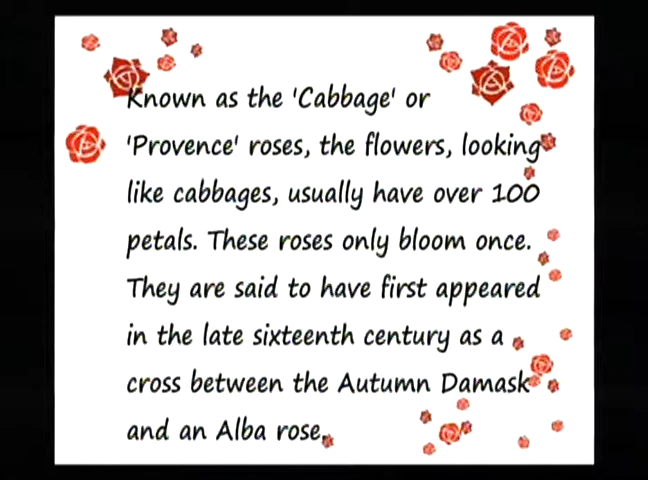 Known as the 'Cabbage' or
'Provence' roses, the flowers, looking
like cabbages, usually have over 100
petals. These roses only bloom once.
They are said to have first appeared
in the late sixteenth century as a
cross between the Autumn Damask
and an Alba rose.